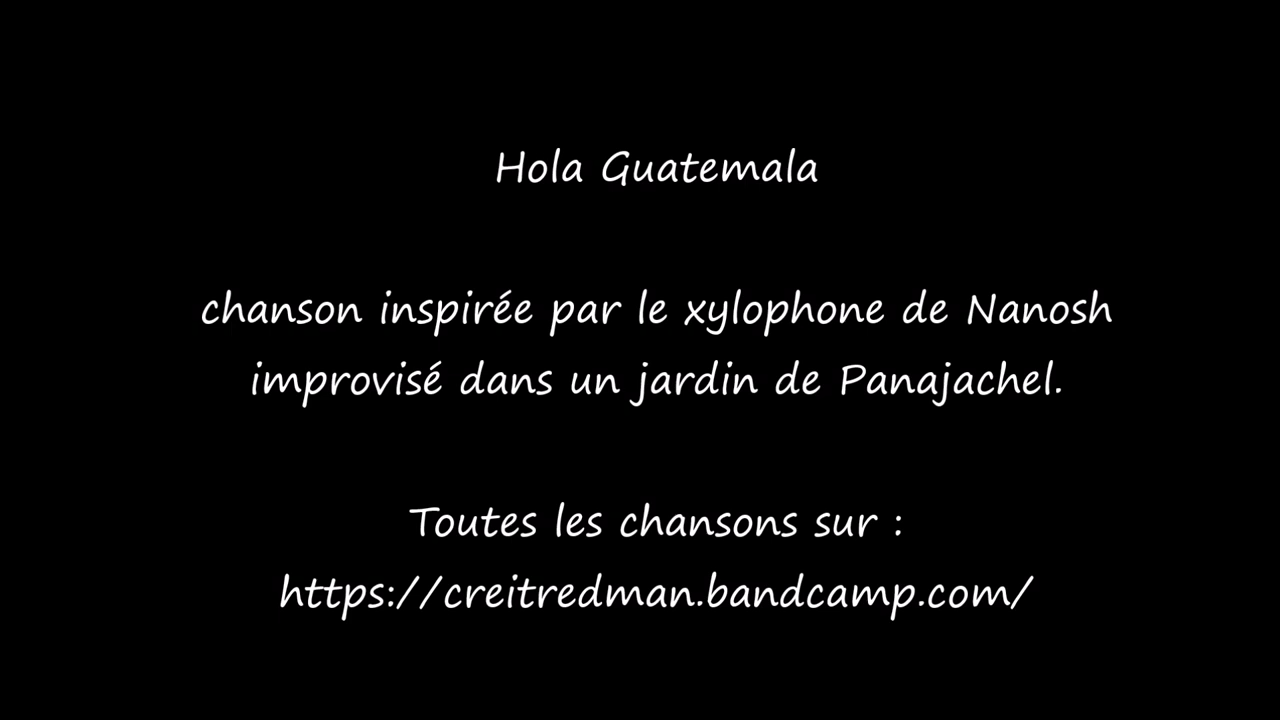 Hola Guatemala
chanson inspirée par le xylophone de Nanosh
improvisé dans un jardin de Panajachel.
Toutes les chansons sur :
https://creitredman.bandcamp.com/